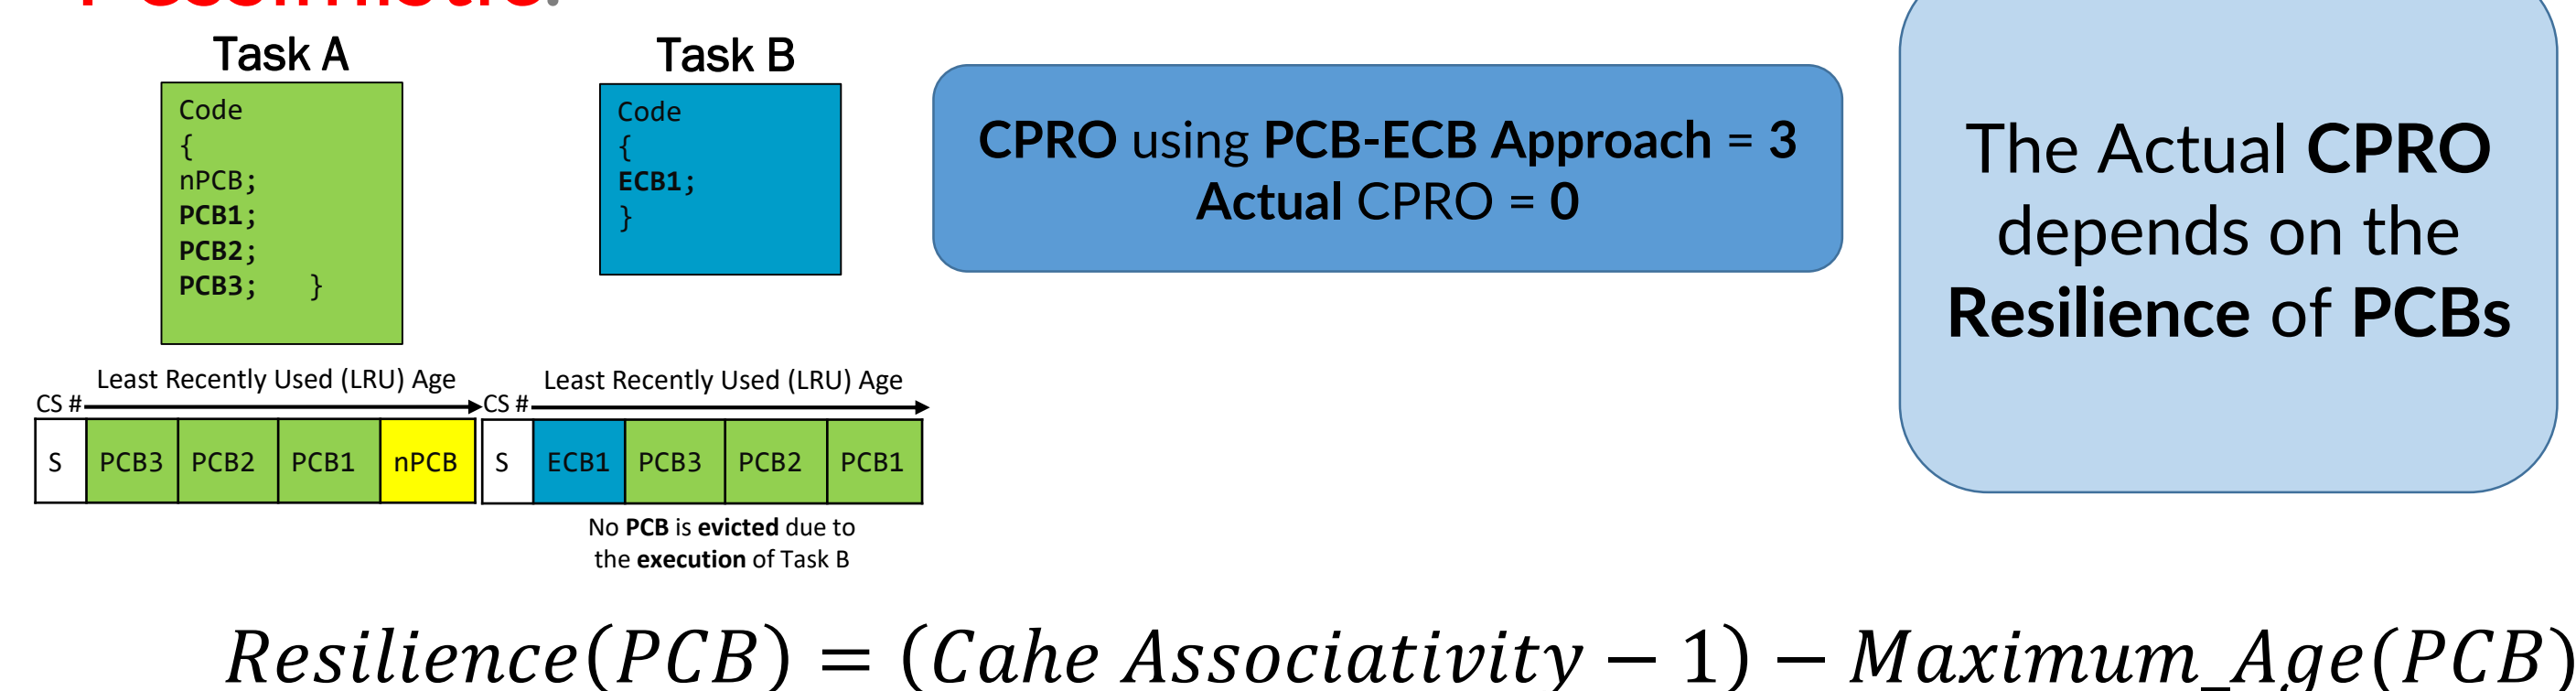 Pessimistic.
Task A
Code
{
nPCB;
PCB1;
PCB2;
PCB3; }
Task B
Code
{
ECB1;
}
CPRO using PCB-ECB Approach = 3
Actual CPRO = 0
The Actual CPRO
depends on the
Resilience of PCBs
Least Recently Used (LRU) Age
CS #
S PCB3 PCB2 PCB1 nPCB
Least Recently Used (LRU) Age
CS #
S ECB1 PCB3 PCB2 PCB1
No PCB is evicted due to
the execution of Task B
Resilience(PCB) = (Cahe Associativity − 1) − Maximum_Age(PCB)